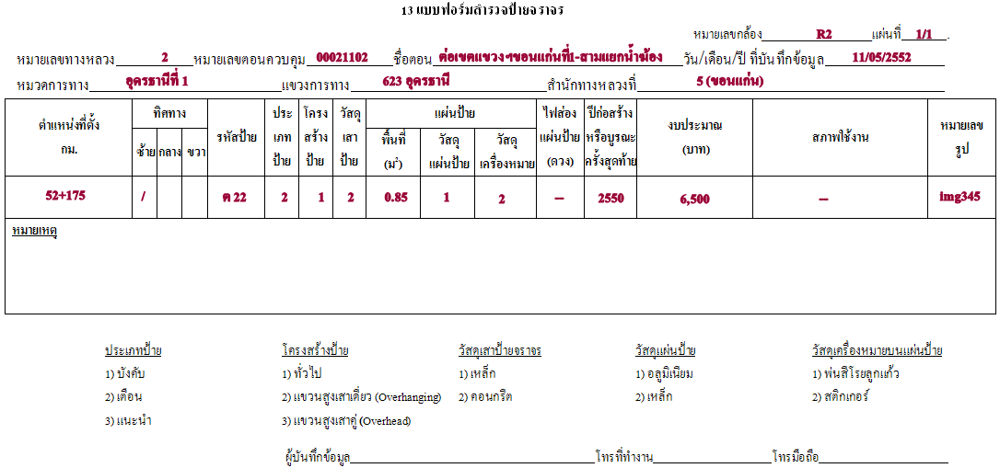 13 แบบฟอร์มสำรวจป้ายจราจร
หมายเลขกล้อง R2 แผ่นที่ 1/1 .
หมายเลขทางหลวง 2 หมายเลขตอนควบคุม 00021102 ชื่อตอน ต่อเขตแขวงฯขอนแก่นที่1-สามแยกน้ำฆ้อง วัน/เดือน/ปี ที่บันทึกข้อมูล 11/05/2552
หมวดการทาง อุดรธานีที่ 1 แขวงการทาง 623 อุดรธานี สำนักทางหลวงที่ 5 (ขอนแก่น)
ตำแหน่งที่ตั้ง กม. ทิศทาง ซ้าย กลาง ขวา รหัสป้าย ประเภทป้าย โครงสร้างป้าย วัสดุเสาป้าย แผ่นป้าย พื้นที่ (ม²) วัสดุแผ่นป้าย วัสดุเครื่องหมาย ไฟส่องแผ่นป้าย (ดวง) ปีก่อสร้างหรือบูรณะครั้งสุดท้าย งบประมาณ (บาท) สภาพใช้งาน หมายเลขรูป
52+175 / ต 22 2 1 2 0.85 1 2 -- 2550 6,500 -- img345
หมายเหตุ
ประเภทป้าย โครงสร้างป้าย วัสดุเสาป้ายจราจร วัสดุแผ่นป้าย วัสดุเครื่องหมายบนแผ่นป้าย
1) บังคับ 1) ทั่วไป 1) เหล็ก 1) อลูมิเนียม 1) พ่นสีโรยลูกแก้ว
2) เตือน 2) แขวนสูงเสาเดี่ยว (Overhanging) 2) คอนกรีต 2) เหล็ก 2) สติกเกอร์
3) แนะนำ 3) แขวนสูงเสาคู่ (Overhead)
ผู้บันทึกข้อมูล โทรที่ทำงาน โทรมือถือ